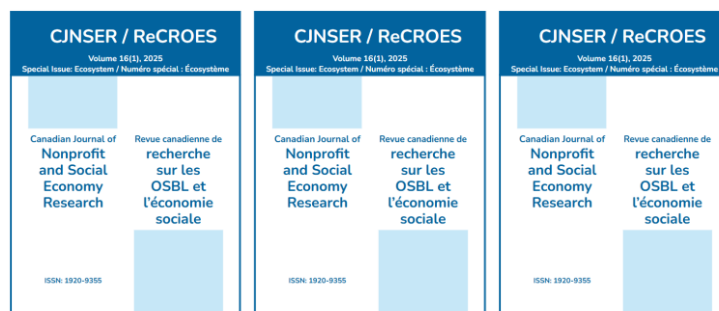 CJNSER / ReCROES
Volume 16(1), 2025
Special Issue: Ecosystem / Numéro spécial : Écosystème
Canadian Journal of
Nonprofit
and Social
Economy
Research
Revue canadienne de
recherche
sur les
OSBL et
l'économie
sociale
ISSN: 1920-9355
CJNSER / ReCROES
Volume 16(1), 2025
Special Issue: Ecosystem / Numéro spécial : Écosystème
Canadian Journal of
Nonprofit
and Social
Economy
Research
Revue canadienne de
recherche
sur les
OSBL et
l'économie
sociale
ISSN: 1920-9355
CJNSER / ReCROES
Volume 16(1), 2025
Special Issue: Ecosystem / Numéro spécial : Écosystème
Canadian Journal of
Nonprofit
and Social
Economy
Research
Revue canadienne de
recherche
sur les
OSBL et
l'économie
sociale
ISSN: 1920-9355